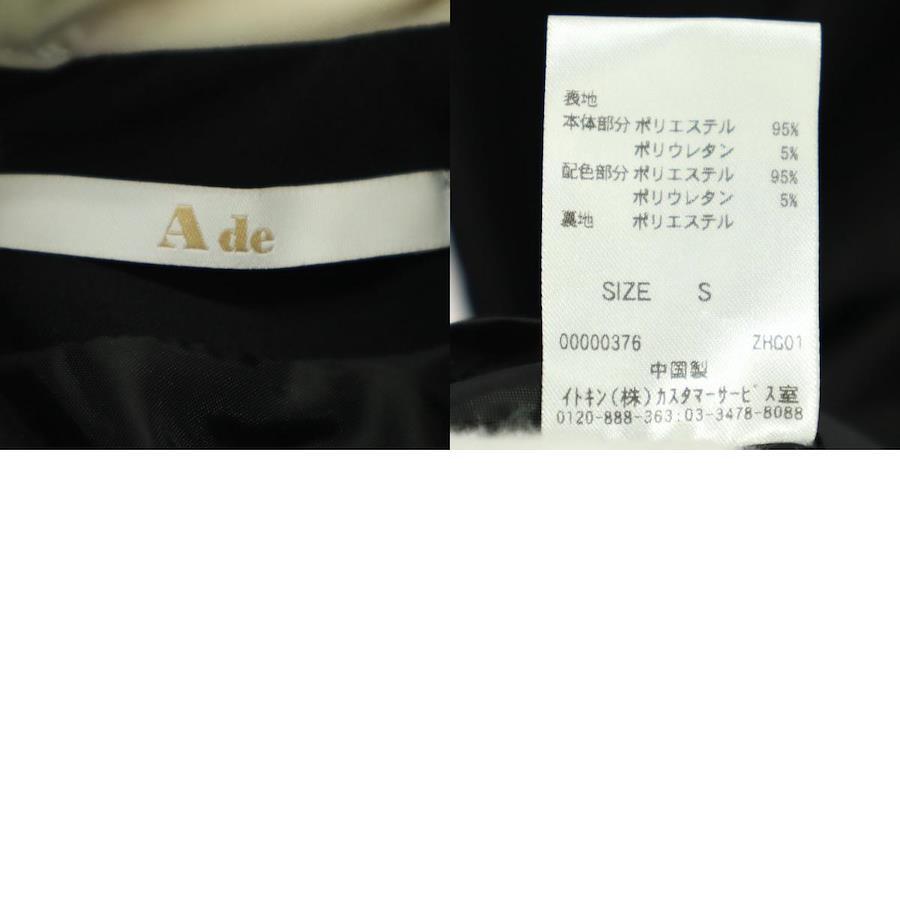 A de
表地
本体部分 ポリエステル 95%
ポリウレタン 5%
配色部分 ポリエステル 95%
ポリウレタン 5%
裏地 ポリエステル
SIZE S
00000376 ZHG01
中国製
イトキン(株)カスタマーサービス室
0120-888-363:03-3478-8088